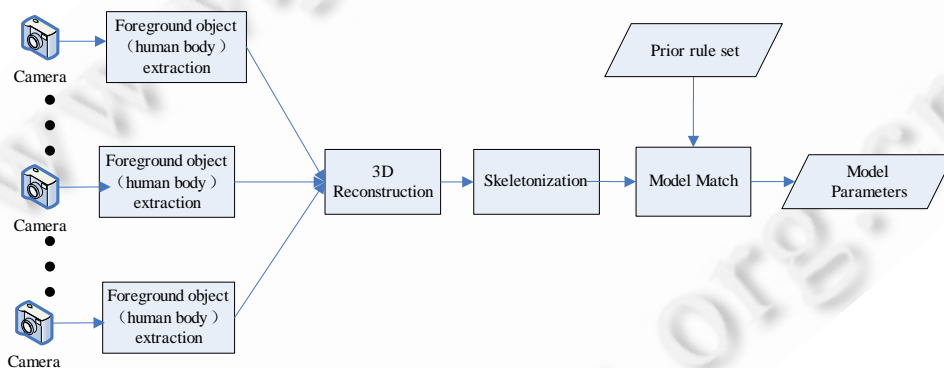 Foreground object
（human body）
extraction
Camera
Prior rule set
Foreground object
（human body）
extraction
Camera
3D
Reconstruction
Skeletonization
Model Match
Model
Parameters
Foreground object
（human body）
extraction
Camera